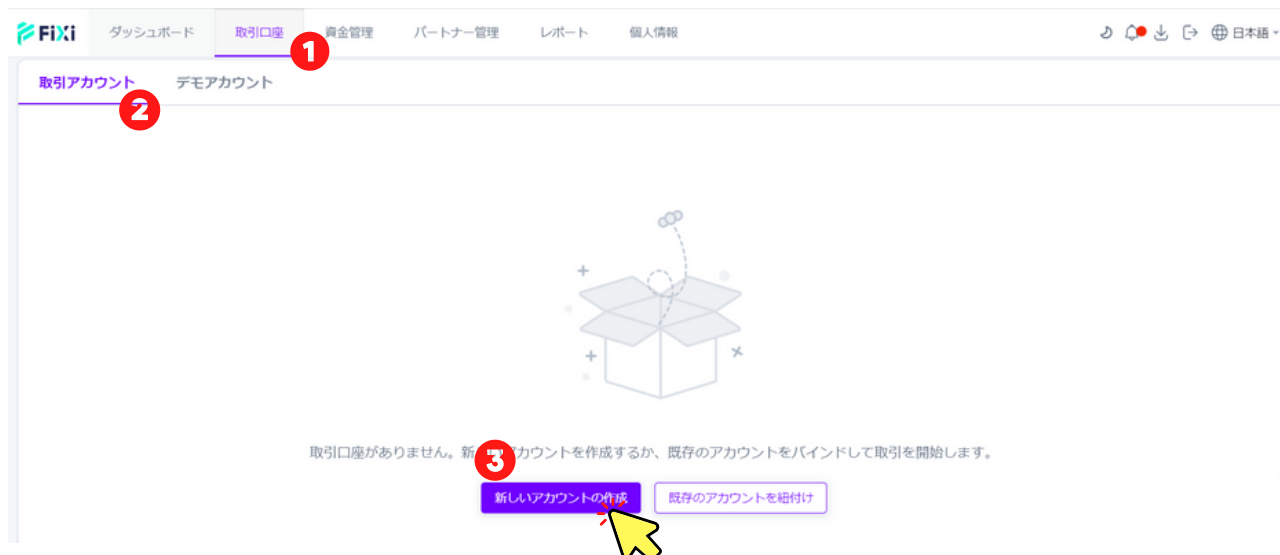 FiXi ダッシュボード 取引口座 資金管理 パートナー管理 レポート 個人情報 日本語
1
取引アカウント デモアカウント
2
取引口座がありません。新 カウントを作成するか、既存のアカウントをバインドして取引を開始します。
3
新しいアカウントの作成 既存のアカウントを紐付け